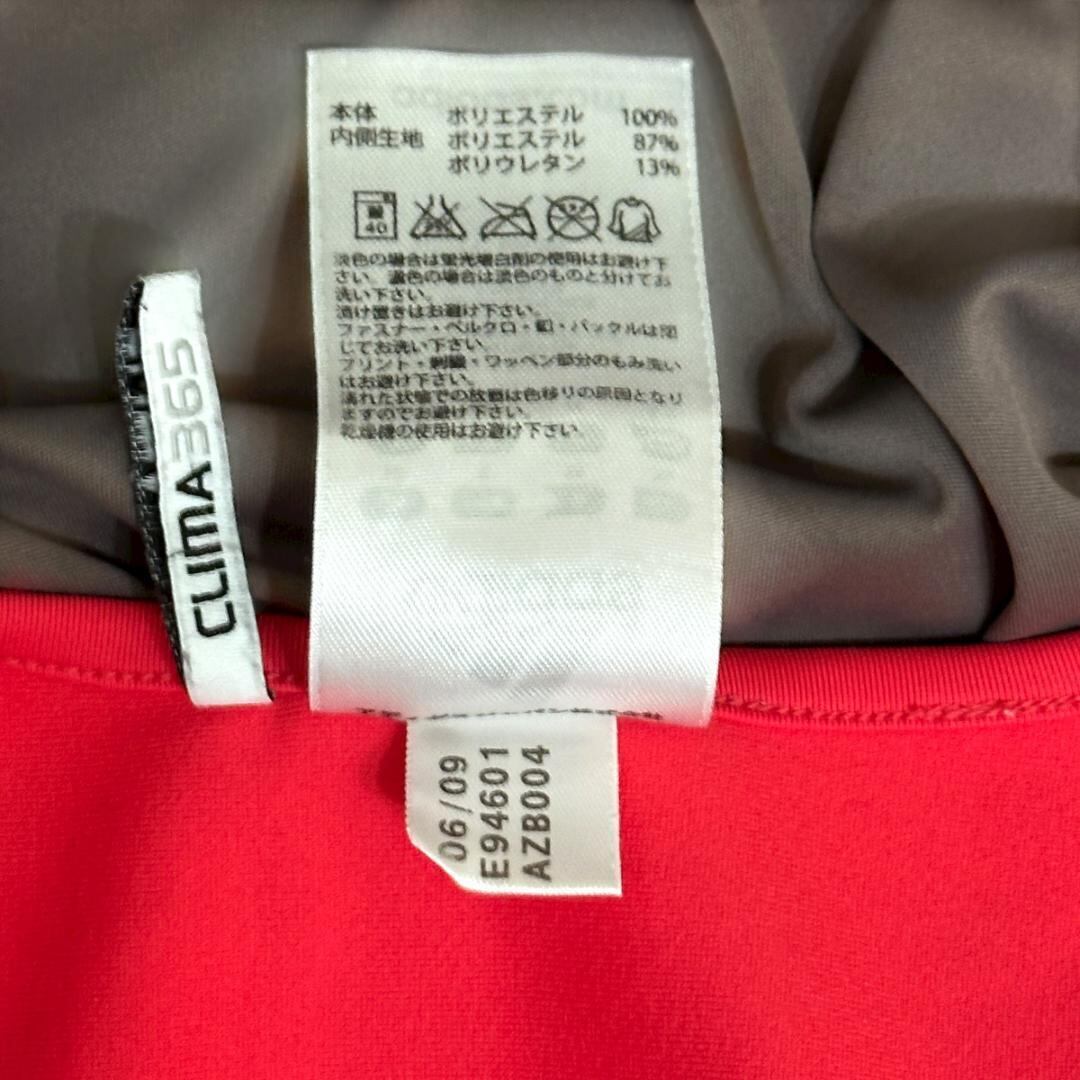 本体 ポリエステル 100%
内側生地 ポリエステル 87%
ポリウレタン 13%
40
淡色の場合は蛍光増白剤の使用はお避け下
さい。濃色の場合は淡色のものと分けてお
洗い下さい。
漬け置きはお避け下さい。
ファスナー・ベルクロ・釦・バックルは閉
じてお洗い下さい。
プリント・刺繍・ワッペン部分のもみ洗い
はお避け下さい。
濡れた状態での放置は色移りの原因となり
ますのでお避け下さい。
乾燥機の使用はお避け下さい。
CLIMA365
06/09
E94601
AZB004